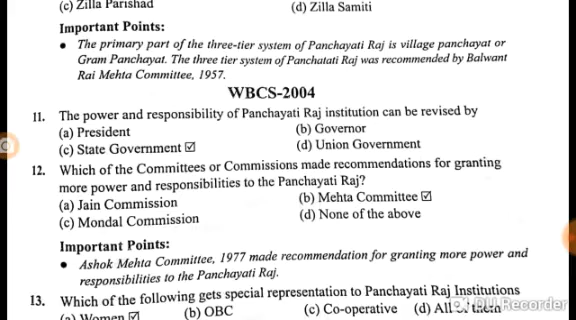 (c) Zilla Parishad (d) Zilla Samiti
Important Points:
• The primary part of the three-tier system of Panchayati Raj is village panchayat or
Gram Panchayat. The three tier system of Panchatati Raj was recommended by Balwant
Rai Mehta Committee, 1957.
WBCS-2004
11. The power and responsibility of Panchayati Raj institution can be revised by
(a) President (b) Governor
(c) State Government ☑ (d) Union Government
12. Which of the Committees or Commissions made recommendations for granting
more power and responsibilities to the Panchayati Raj?
(a) Jain Commission (b) Mehta Committee ☑
(c) Mondal Commission (d) None of the above
Important Points:
• Ashok Mehta Committee, 1977 made recommendation for granting more power and
responsibilities to the Panchayati Raj.
13. Which of the following gets special representation to Panchayati Raj Institutions
(a) Women ☑ (b) OBC (c) Co-operative (d) All of them
DU Recorder